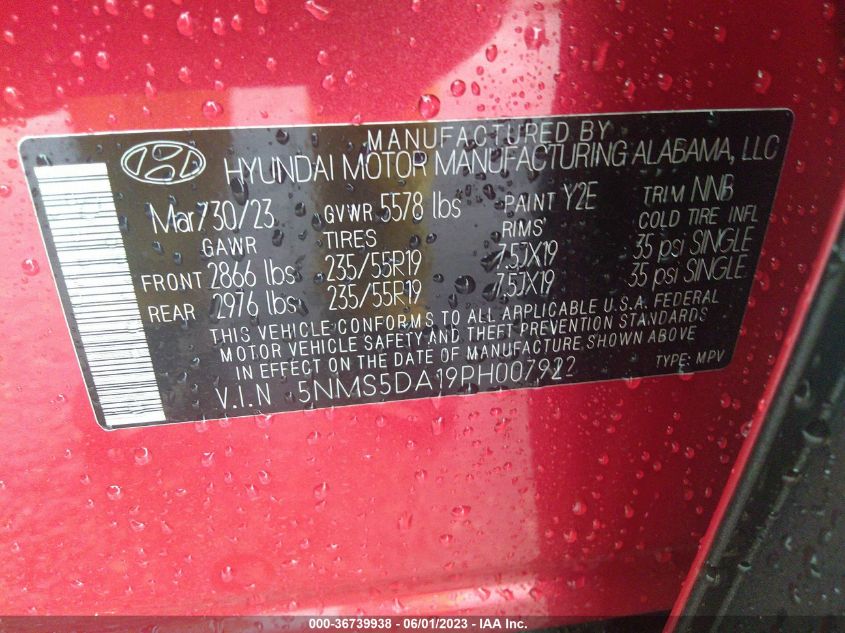 MANUFACTURED BY
HYUNDAI MOTOR MANUFACTURING ALABAMA, LLC
Mar/30/23 GVWR 5578 lbs PAINT Y2E TRIM NNB
GAWR TIRES RIMS COLD TIRE INFL
FRONT 2866 lbs 235/55R19 7.5JX19 35 psi SINGLE
REAR 2976 lbs 235/55R19 7.5JX19 35 psi SINGLE
THIS VEHICLE CONFORMS TO ALL APPLICABLE U.S.A. FEDERAL
MOTOR VEHICLE SAFETY AND THEFT PREVENTION STANDARDS
IN EFFECT ON THE DATE OF MANUFACTURE SHOWN ABOVE
V.I.N 5NMS5DA19PH007922 TYPE: MPV
000-36739938 - 06/01/2023 - IAA Inc.